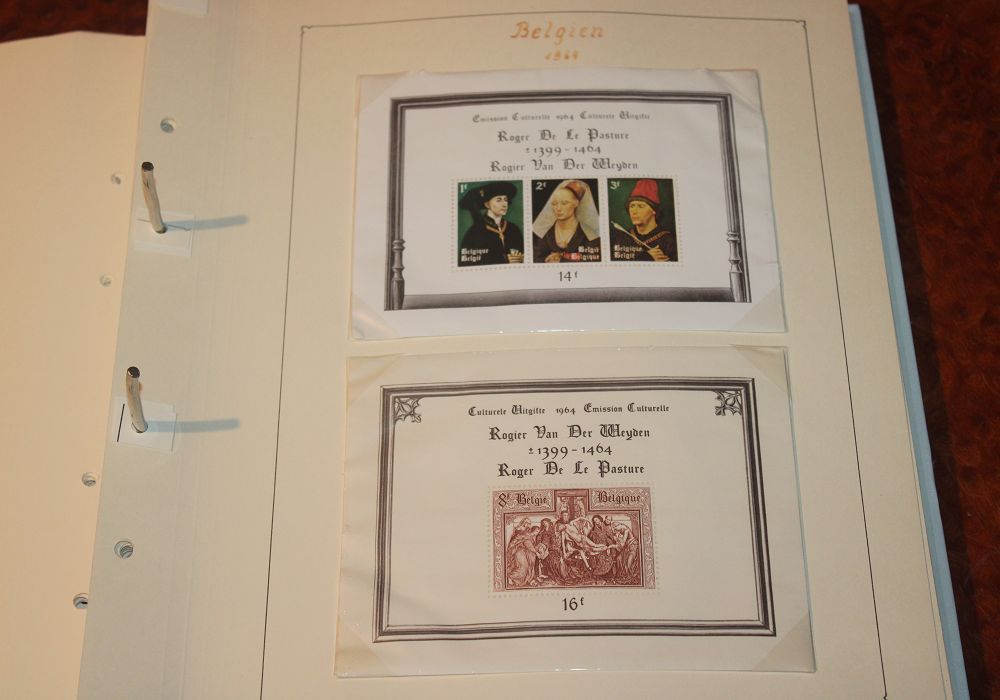 Belgien
1964
Emission Culturelle 1964 Culturele Uitgifte
Roger De Le Pasture
± 1399 - 1464
Rogier Van Der Weyden
1f 2f 3f
Belgique België België Belgique Belgique België
14f
Culturele Uitgifte 1964 Emission Culturelle
Rogier Van Der Weyden
± 1399 - 1464
Roger De Le Pasture
8f België Belgique
16f